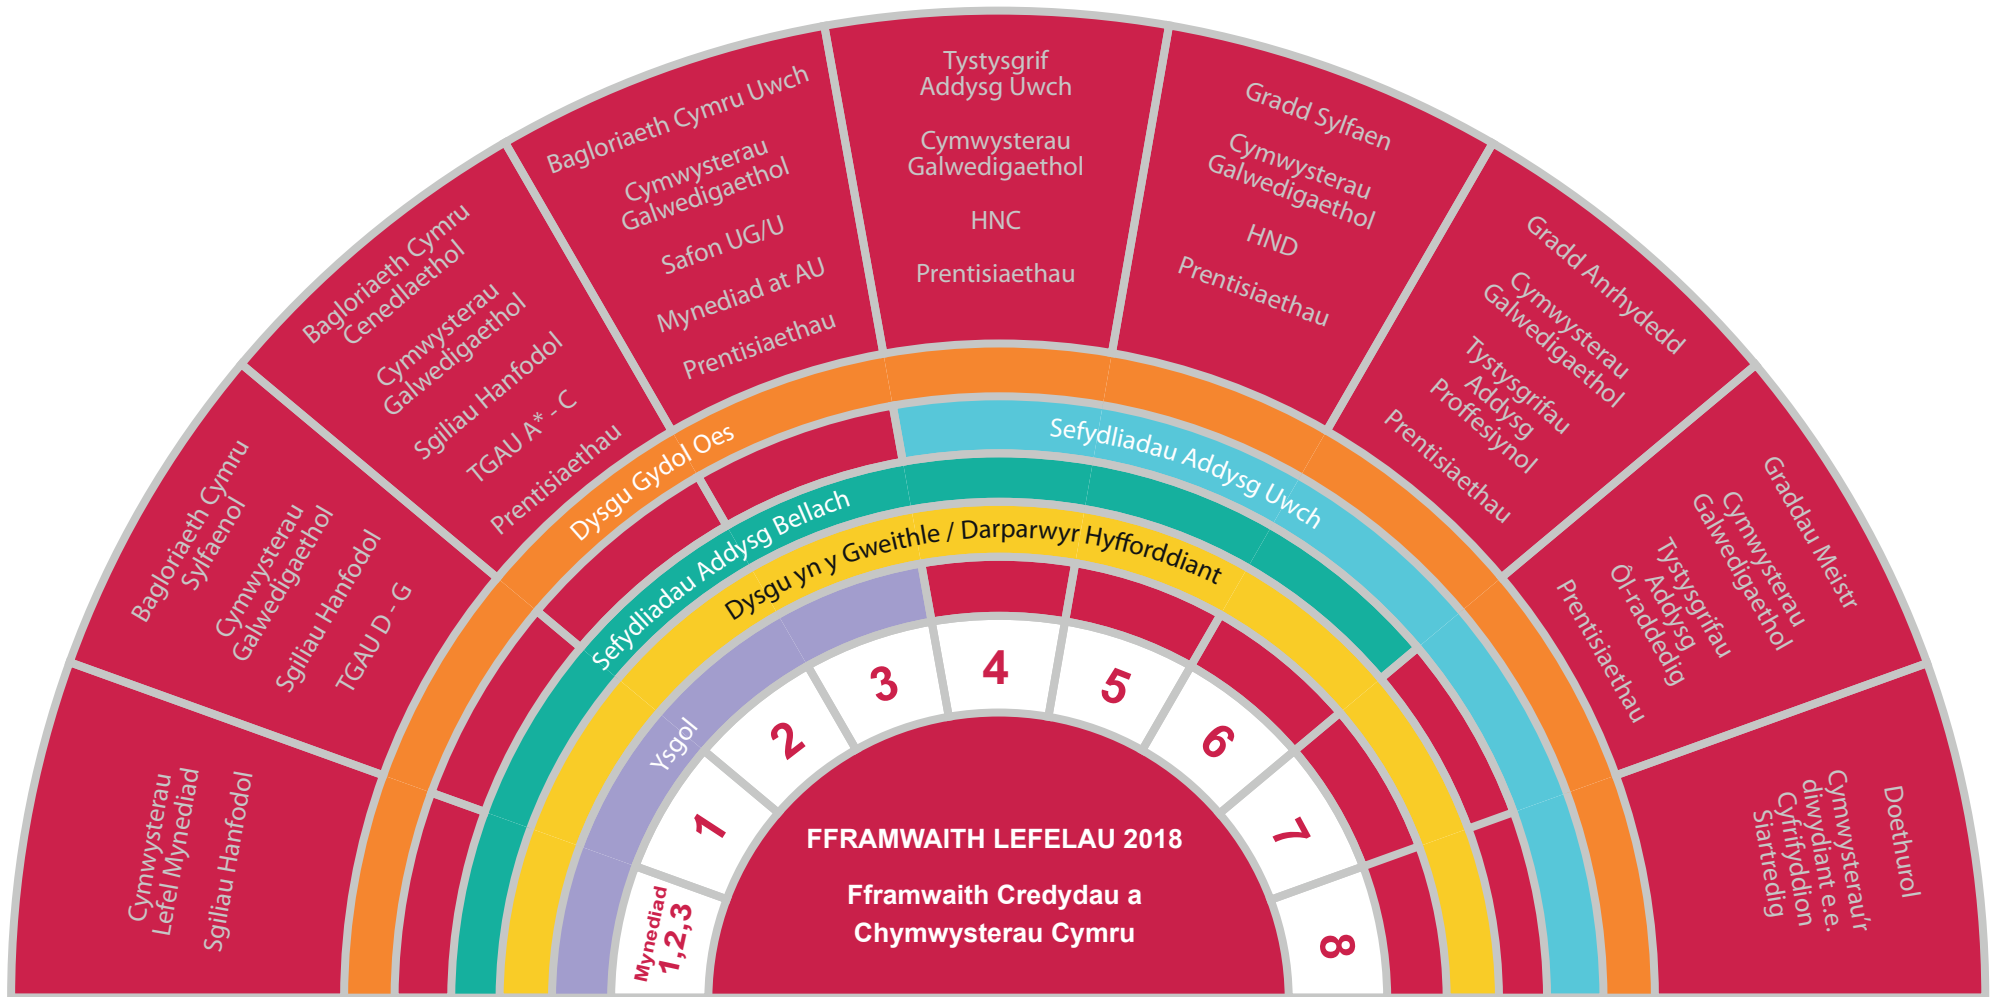 Cymwysterau
Lefel Mynediad
Sgiliau Hanfodol
Bagloriaeth Cymru
Sylfaenol
Cymwysterau
Galwedigaethol
Sgiliau Hanfodol
TGAU D - G
Bagloriaeth Cymru
Cenedlaethol
Cymwysterau
Galwedigaethol
Sgiliau Hanfodol
TGAU A* - C
Prentisiaethau
Bagloriaeth Cymru Uwch
Cymwysterau
Galwedigaethol
Safon UG/U
Mynediad at AU
Prentisiaethau
Tystysgrif
Addysg Uwch
Cymwysterau
Galwedigaethol
HNC
Prentisiaethau
Gradd Sylfaen
Cymwysterau
Galwedigaethol
HND
Prentisiaethau
Gradd Anrhydedd
Cymwysterau
Galwedigaethol
Tystysgrifau
Addysg
Proffesiynol
Prentisiaethau
Graddau Meistr
Cymwysterau
Galwedigaethol
Tystysgrifau
Addysg
Ôl-raddedig
Prentisiaethau
Doethurol
Cymwysterau'r
diwydiant e.e.
Cyfrifyddion
Siartredig
Dysgu Gydol Oes
Sefydliadau Addysg Uwch
Sefydliadau Addysg Bellach
Dysgu yn y Gweithle / Darparwyr Hyfforddiant
Ysgol
Mynediad
1,2,3
1
2
3
4
5
6
7
8
FFRAMWAITH LEFELAU 2018
Fframwaith Credydau a
Chymwysterau Cymru